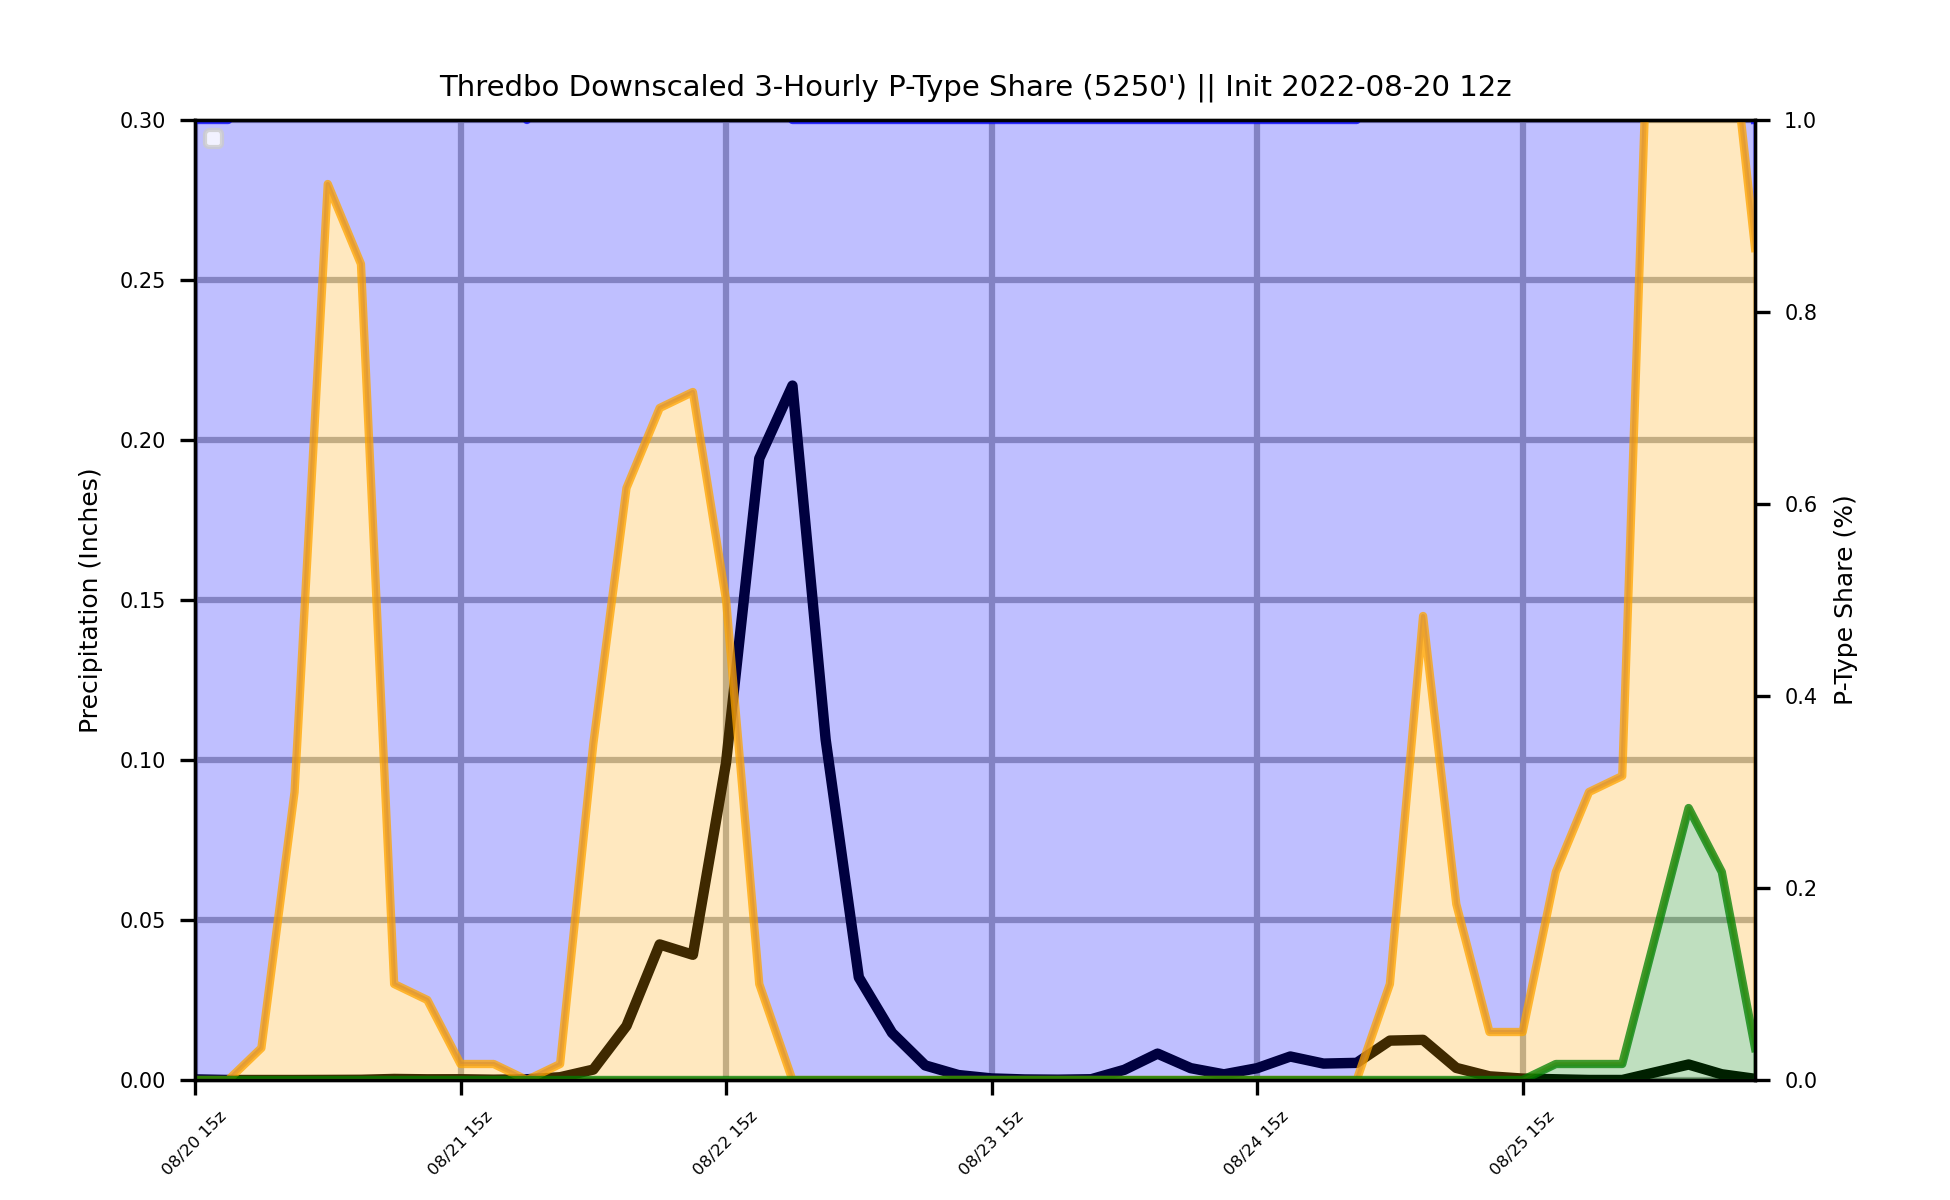 Thredbo Downscaled 3-Hourly P-Type Share (5250') || Init 2022-08-20 12z
0.30
0.25
0.20
0.15
0.10
0.05
0.00
Precipitation (Inches)
1.0
0.8
0.6
0.4
0.2
0.0
P-Type Share (%)
08/20 15z
08/21 15z
08/22 15z
08/23 15z
08/24 15z
08/25 15z